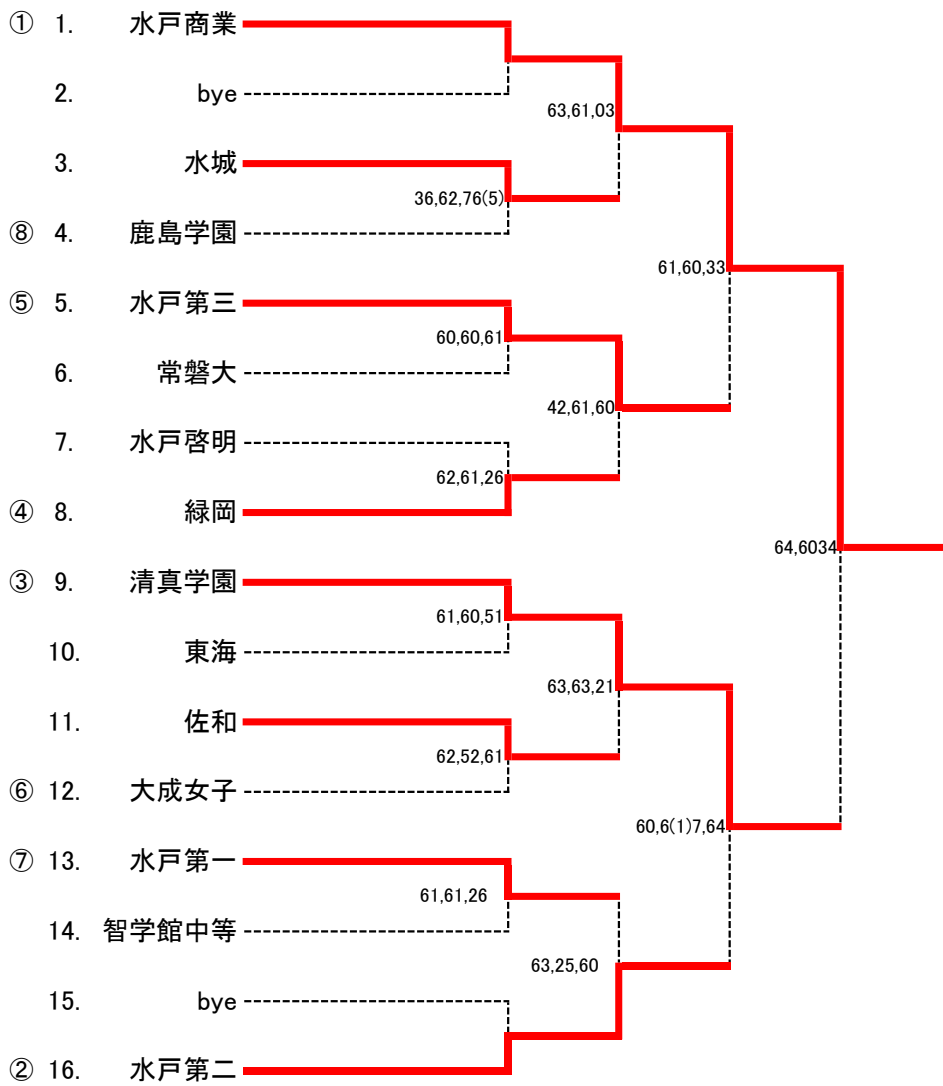 ① 1. 水戸商業
2. bye
63,61,03
3. 水城
36,62,76(5)
⑧ 4. 鹿島学園
61,60,33
⑤ 5. 水戸第三
60,60,61
6. 常磐大
42,61,60
7. 水戸啓明
62,61,26
④ 8. 緑岡
64,6034
③ 9. 清真学園
61,60,51
10. 東海
63,63,21
11. 佐和
62,52,61
⑥ 12. 大成女子
60,6(1)7,64
⑦ 13. 水戸第一
61,61,26
14. 智学館中等
63,25,60
15. bye
② 16. 水戸第二